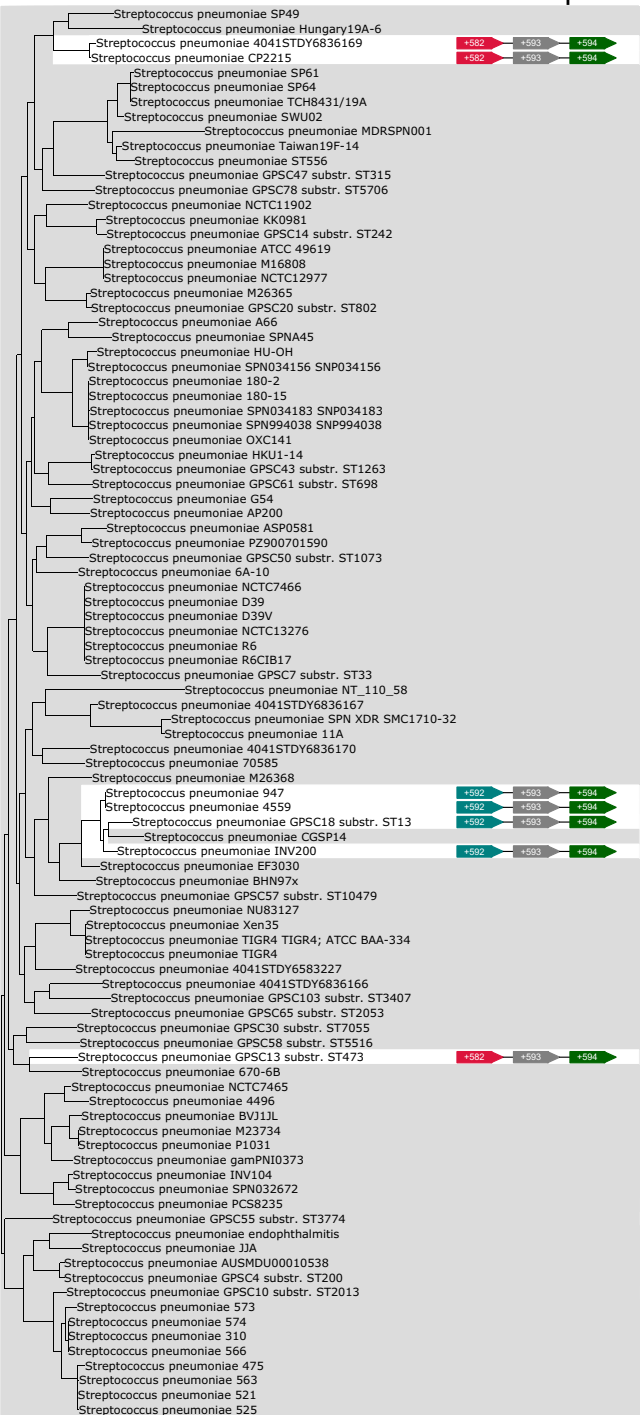 Streptococcus pneumoniae SP49
Streptococcus pneumoniae Hungary19A-6
Streptococcus pneumoniae 4041STDY6836169 +582 +593 +594
Streptococcus pneumoniae CP2215 +582 +593 +594
Streptococcus pneumoniae SP61
Streptococcus pneumoniae SP64
Streptococcus pneumoniae TCH8431/19A
Streptococcus pneumoniae SWU02
Streptococcus pneumoniae MDRSPN001
Streptococcus pneumoniae Taiwan19F-14
Streptococcus pneumoniae ST556
Streptococcus pneumoniae GPSC47 substr. ST315
Streptococcus pneumoniae GPSC78 substr. ST5706
Streptococcus pneumoniae NCTC11902
Streptococcus pneumoniae KK0981
Streptococcus pneumoniae GPSC14 substr. ST242
Streptococcus pneumoniae ATCC 49619
Streptococcus pneumoniae M16808
Streptococcus pneumoniae NCTC12977
Streptococcus pneumoniae M26365
Streptococcus pneumoniae GPSC20 substr. ST802
Streptococcus pneumoniae A66
Streptococcus pneumoniae SPNA45
Streptococcus pneumoniae HU-OH
Streptococcus pneumoniae SPN034156 SNP034156
Streptococcus pneumoniae 180-2
Streptococcus pneumoniae 180-15
Streptococcus pneumoniae SPN034183 SNP034183
Streptococcus pneumoniae SPN994038 SNP994038
Streptococcus pneumoniae OXC141
Streptococcus pneumoniae HKU1-14
Streptococcus pneumoniae GPSC43 substr. ST1263
Streptococcus pneumoniae GPSC61 substr. ST698
Streptococcus pneumoniae G54
Streptococcus pneumoniae AP200
Streptococcus pneumoniae ASP0581
Streptococcus pneumoniae PZ900701590
Streptococcus pneumoniae GPSC50 substr. ST1073
Streptococcus pneumoniae 6A-10
Streptococcus pneumoniae NCTC7466
Streptococcus pneumoniae D39
Streptococcus pneumoniae D39V
Streptococcus pneumoniae NCTC13276
Streptococcus pneumoniae R6
Streptococcus pneumoniae R6CIB17
Streptococcus pneumoniae GPSC7 substr. ST33
Streptococcus pneumoniae NT_110_58
Streptococcus pneumoniae 4041STDY6836167
Streptococcus pneumoniae SPN XDR SMC1710-32
Streptococcus pneumoniae 11A
Streptococcus pneumoniae 4041STDY6836170
Streptococcus pneumoniae 70585
Streptococcus pneumoniae M26368
Streptococcus pneumoniae 947 +592 +593 +594
Streptococcus pneumoniae 4559 +592 +593 +594
Streptococcus pneumoniae GPSC18 substr. ST13 +592 +593 +594
Streptococcus pneumoniae CGSP14
Streptococcus pneumoniae INV200 +592 +593 +594
Streptococcus pneumoniae EF3030
Streptococcus pneumoniae BHN97x
Streptococcus pneumoniae GPSC57 substr. ST10479
Streptococcus pneumoniae NU83127
Streptococcus pneumoniae Xen35
Streptococcus pneumoniae TIGR4 TIGR4; ATCC BAA-334
Streptococcus pneumoniae TIGR4
Streptococcus pneumoniae 4041STDY6583227
Streptococcus pneumoniae 4041STDY6836166
Streptococcus pneumoniae GPSC103 substr. ST3407
Streptococcus pneumoniae GPSC65 substr. ST2053
Streptococcus pneumoniae GPSC30 substr. ST7055
Streptococcus pneumoniae GPSC58 substr. ST5516
Streptococcus pneumoniae GPSC13 substr. ST473 +582 +593 +594
Streptococcus pneumoniae 670-6B
Streptococcus pneumoniae NCTC7465
Streptococcus pneumoniae 4496
Streptococcus pneumoniae BVJ1JL
Streptococcus pneumoniae M23734
Streptococcus pneumoniae P1031
Streptococcus pneumoniae gamPNI0373
Streptococcus pneumoniae INV104
Streptococcus pneumoniae SPN032672
Streptococcus pneumoniae PCS8235
Streptococcus pneumoniae GPSC55 substr. ST3774
Streptococcus pneumoniae endophthalmitis
Streptococcus pneumoniae JJA
Streptococcus pneumoniae AUSMDU00010538
Streptococcus pneumoniae GPSC4 substr. ST200
Streptococcus pneumoniae GPSC10 substr. ST2013
Streptococcus pneumoniae 573
Streptococcus pneumoniae 574
Streptococcus pneumoniae 310
Streptococcus pneumoniae 566
Streptococcus pneumoniae 475
Streptococcus pneumoniae 563
Streptococcus pneumoniae 521
Streptococcus pneumoniae 525